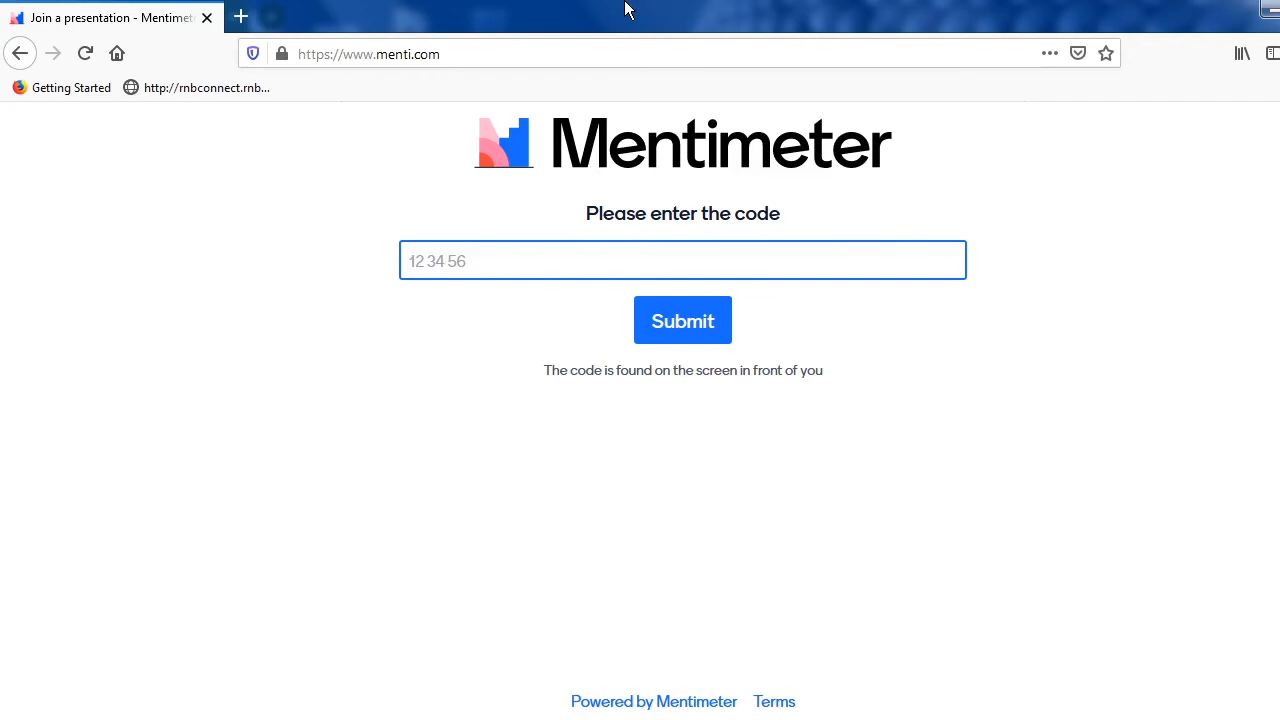 Join a presentation - Mentimet
https://www.menti.com
Getting Started
http://rnbconnect.rnb...
Mentimeter
Please enter the code
12 34 56
Submit
The code is found on the screen in front of you
Powered by Mentimeter Terms